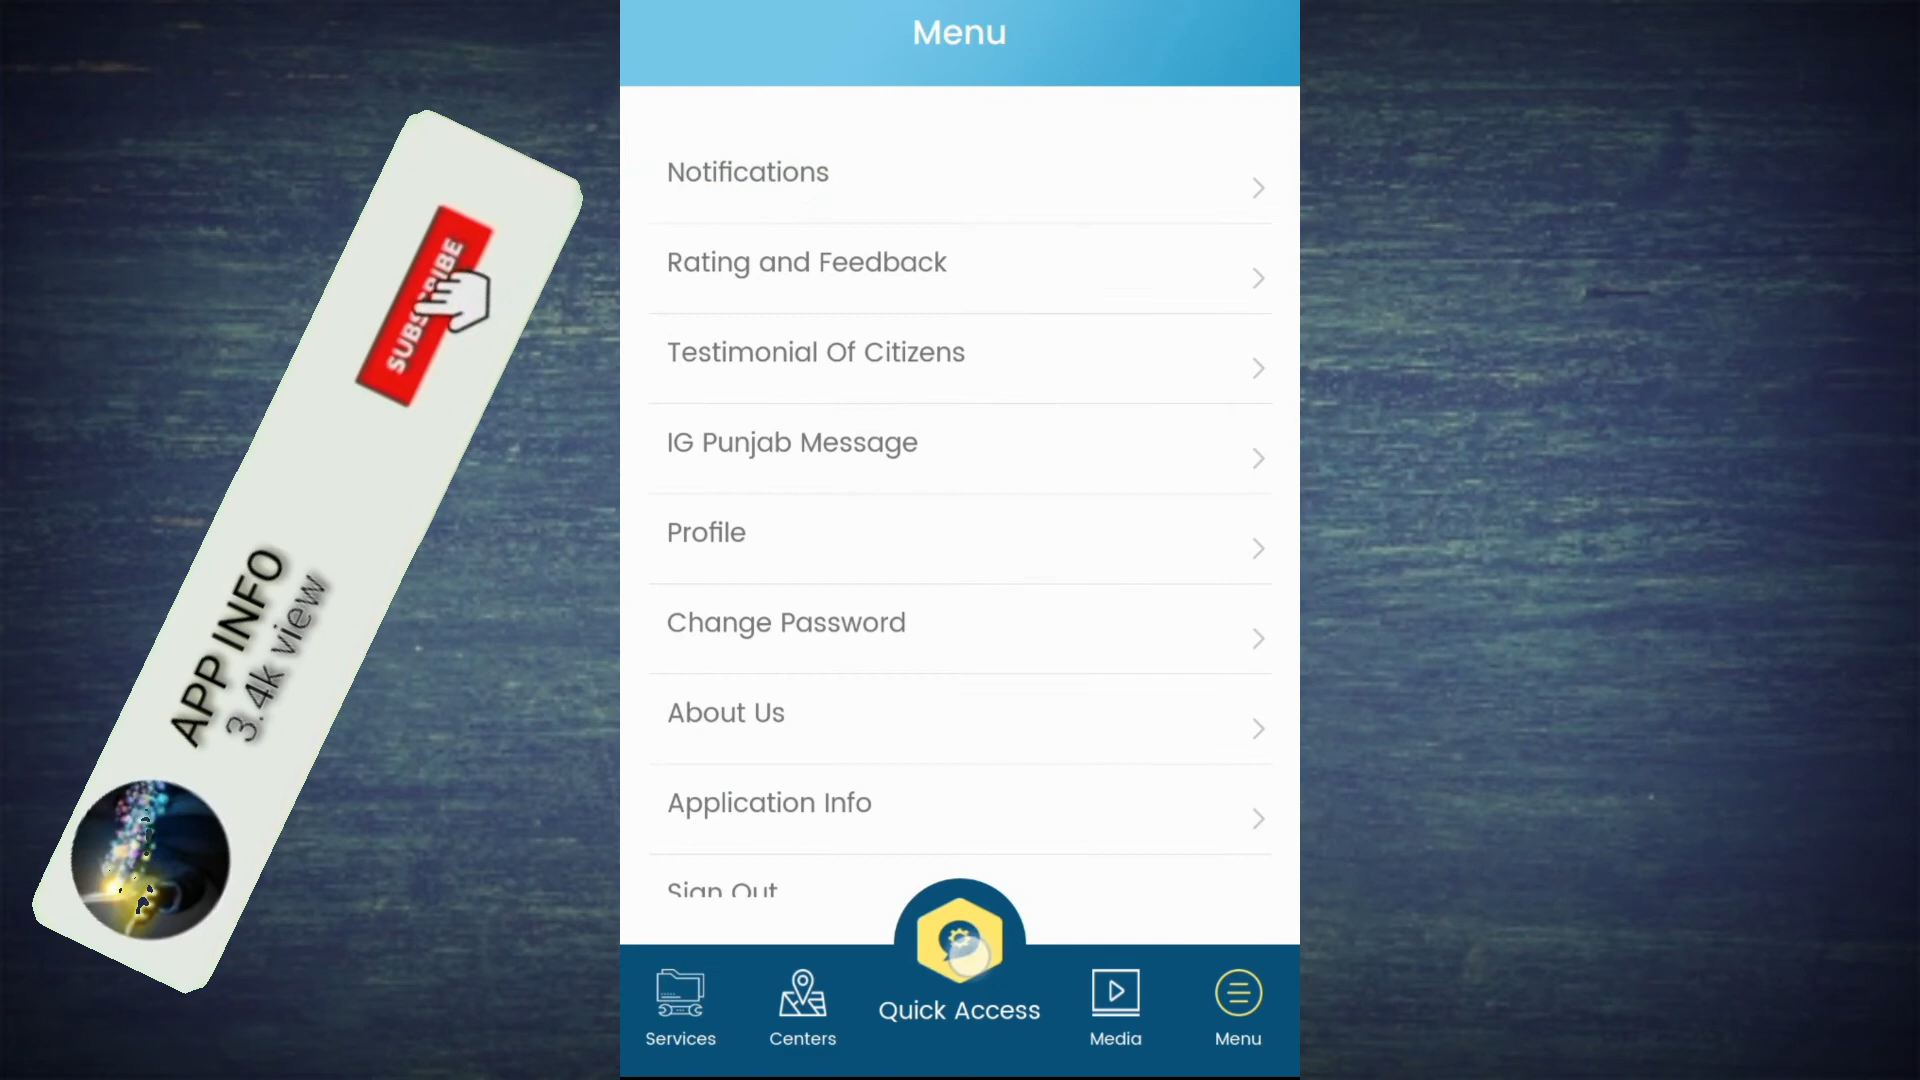 Menu
Notifications
Rating and Feedback
Testimonial Of Citizens
IG Punjab Message
Profile
Change Password
About Us
Application Info
Sign Out
Quick Access
Services
Centers
Media
Menu
SUBSCRIBE
APP INFO
3.4k view